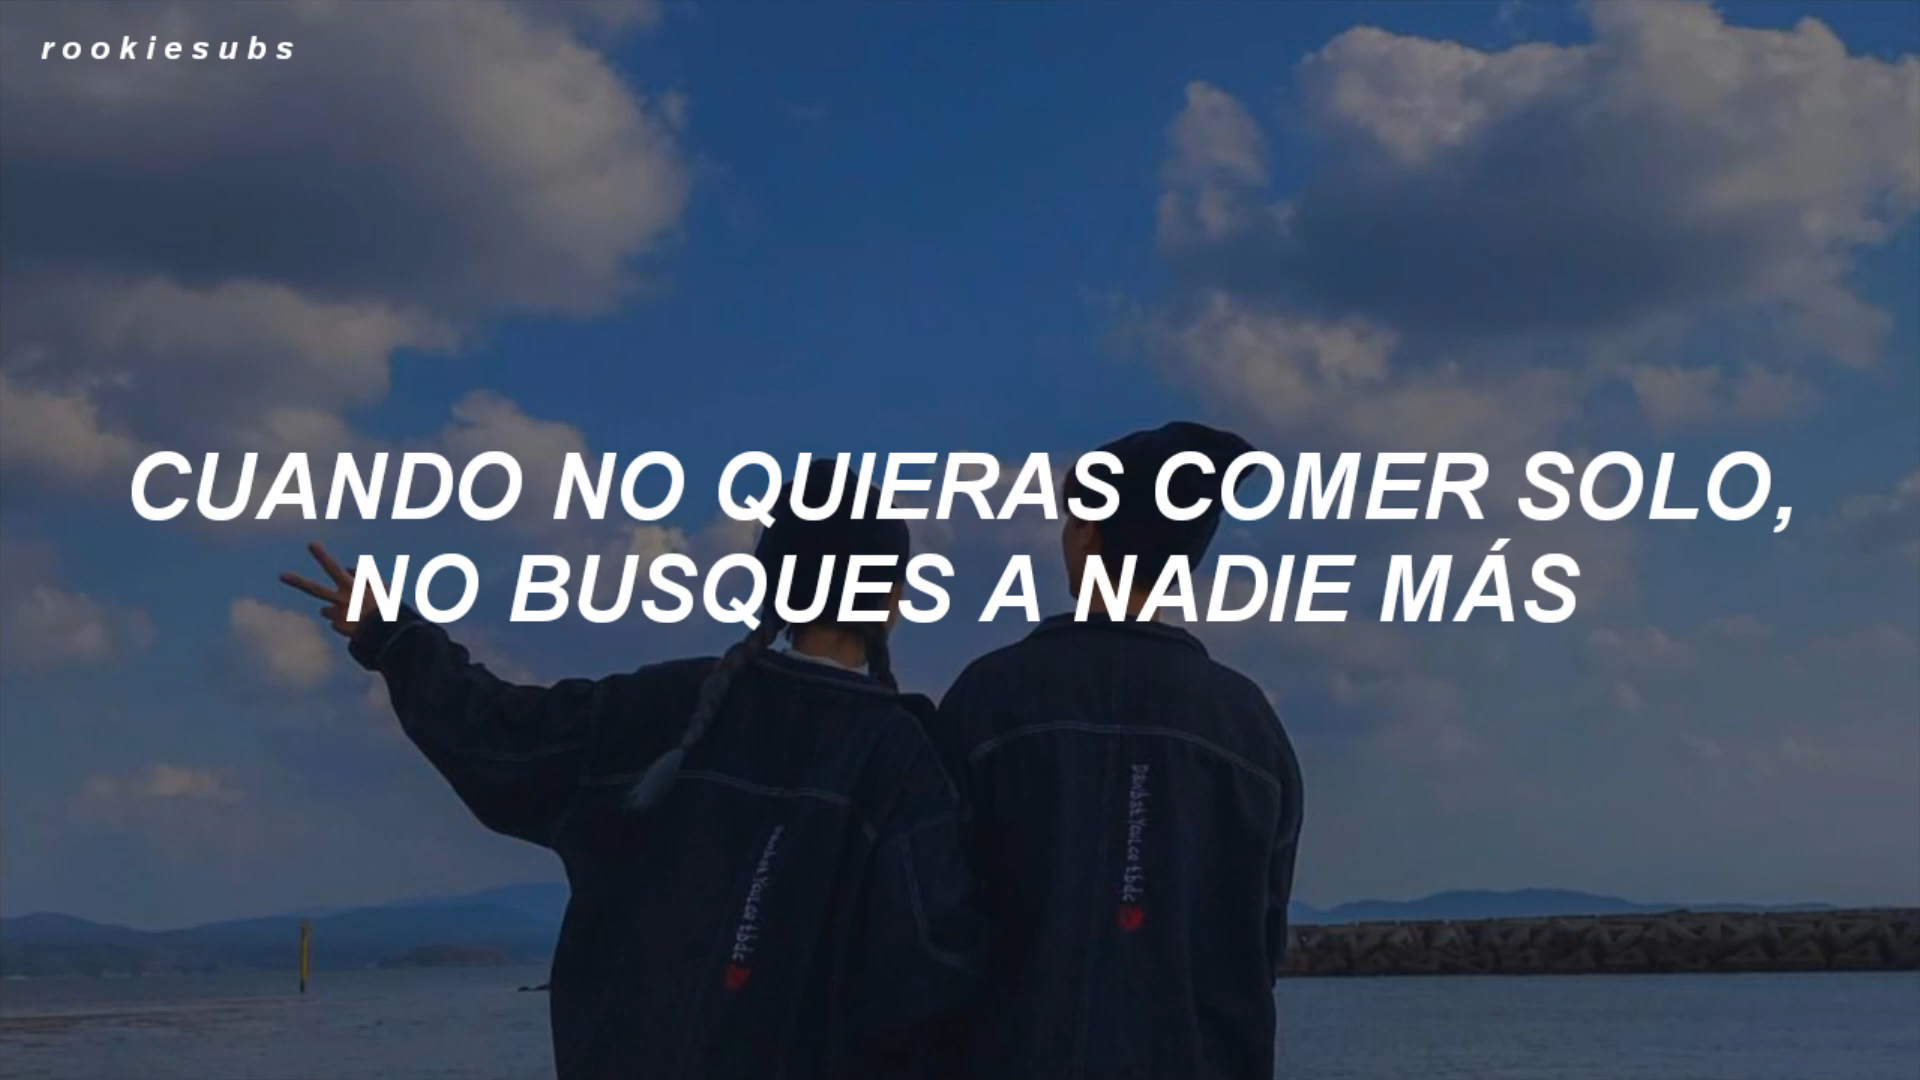 rookiesubs
CUANDO NO QUIERAS COMER SOLO,
NO BUSQUES A NADIE MÁS